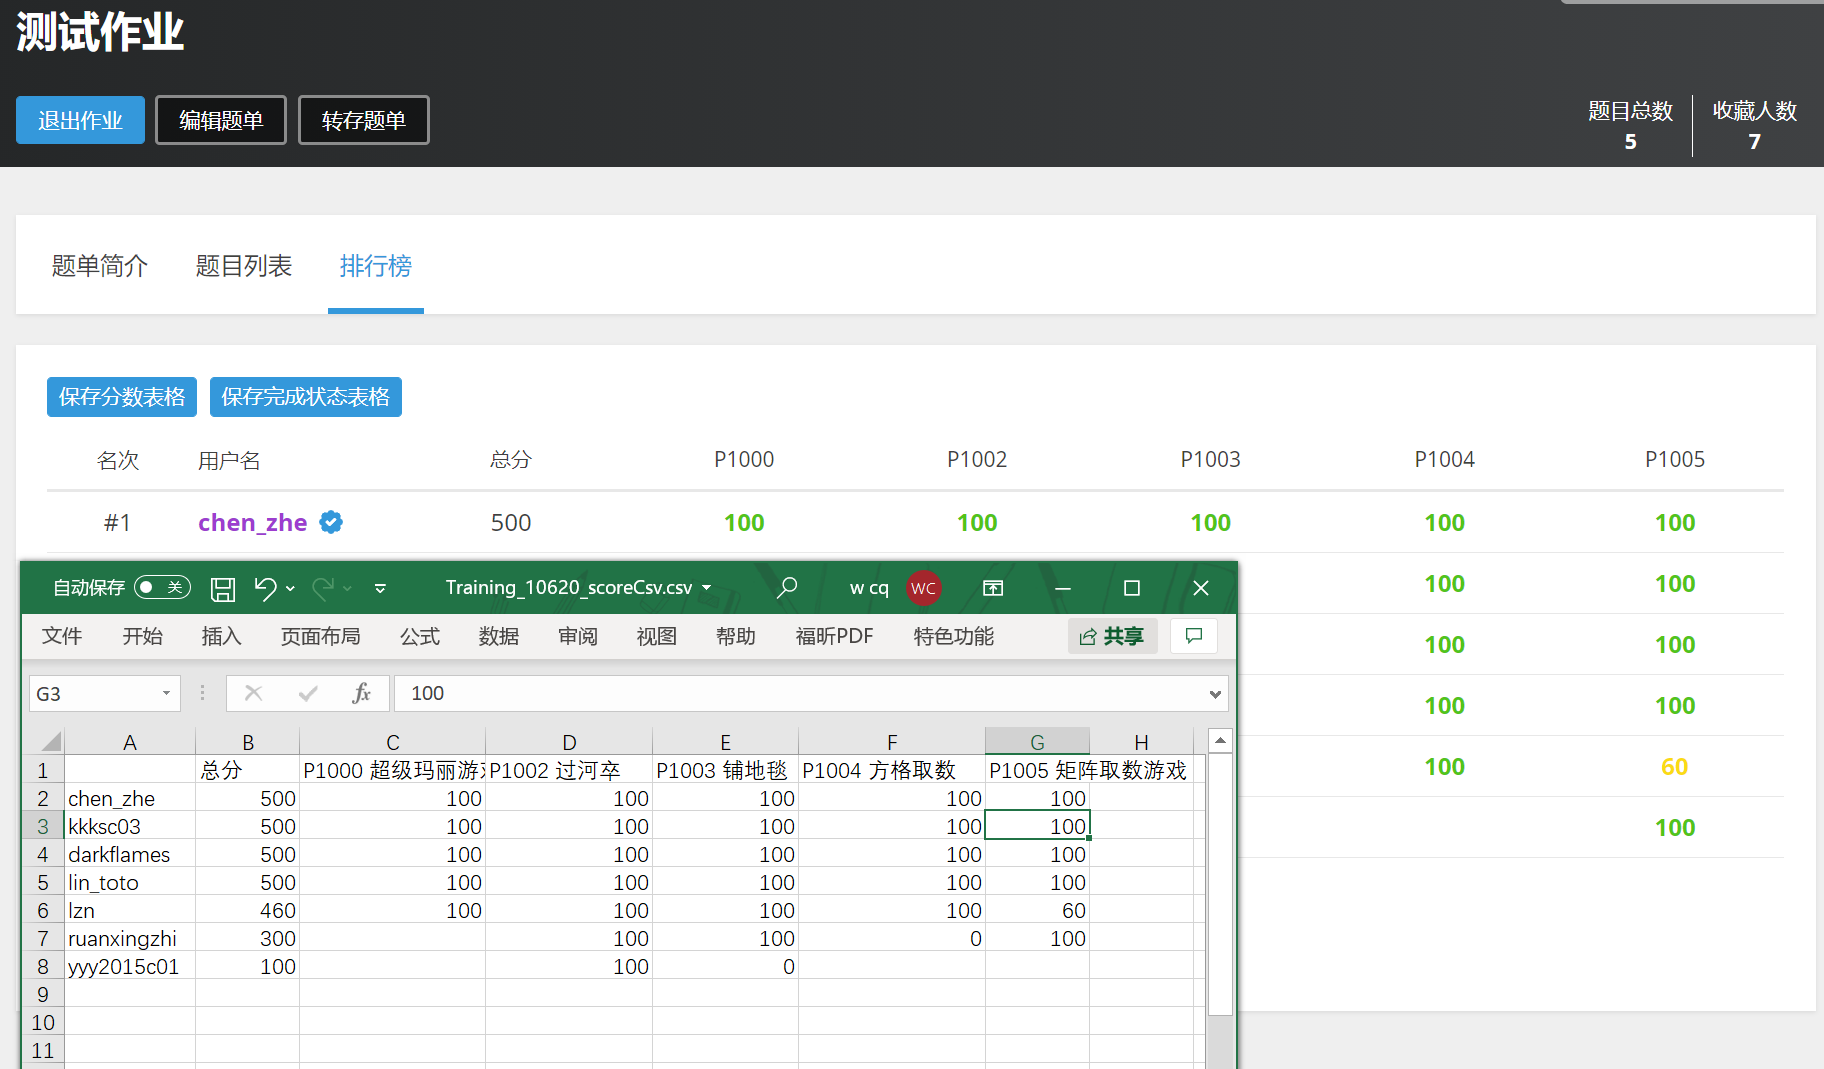 测试作业
退出作业 编辑题单 转存题单
题目总数 收藏人数
5 7
题单简介 题目列表 排行榜
保存分数表格 保存完成状态表格
名次 用户名 总分 P1000 P1002 P1003 P1004 P1005
#1 chen_zhe 500 100 100 100 100 100
100 100
100 100
100 100
100 60
100
自动保存 关 Training_10620_scoreCsv.csv w cq WC
文件 开始 插入 页面布局 公式 数据 审阅 视图 帮助 福昕PDF 特色功能 共享
G3 fx 100
A B C D E F G H
1 总分 P1000 超级玛丽游 P1002 过河卒 P1003 铺地毯 P1004 方格取数 P1005 矩阵取数游戏
2 chen_zhe 500 100 100 100 100 100
3 kkksc03 500 100 100 100 100 100
4 darkflames 500 100 100 100 100 100
5 lin_toto 500 100 100 100 100 100
6 lzn 460 100 100 100 100 60
7 ruanxingzhi 300 100 100 0 100
8 yyy2015c01 100 100 0
9
10
11